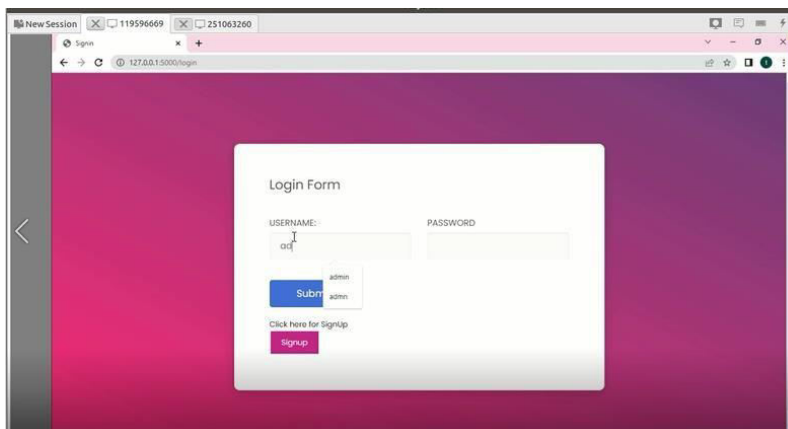 New Session 119596669 251063260
Signin
127.0.0.1:5000/login
Login Form
USERNAME: PASSWORD
ad
admin
Subm admn
Click here for SignUp
Signup